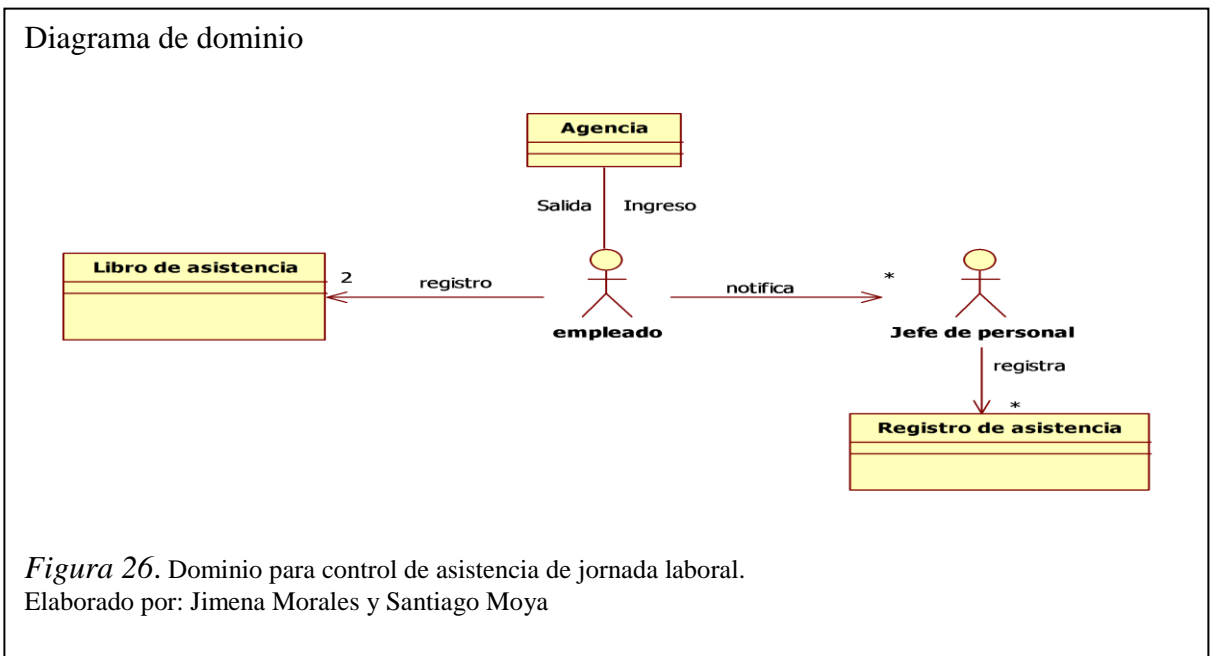 Diagrama de dominio
Agencia
Salida Ingreso
Libro de asistencia
2
registro
notifica
*
empleado
Jefe de personal
registra
*
Registro de asistencia
Figura 26. Dominio para control de asistencia de jornada laboral.
Elaborado por: Jimena Morales y Santiago Moya